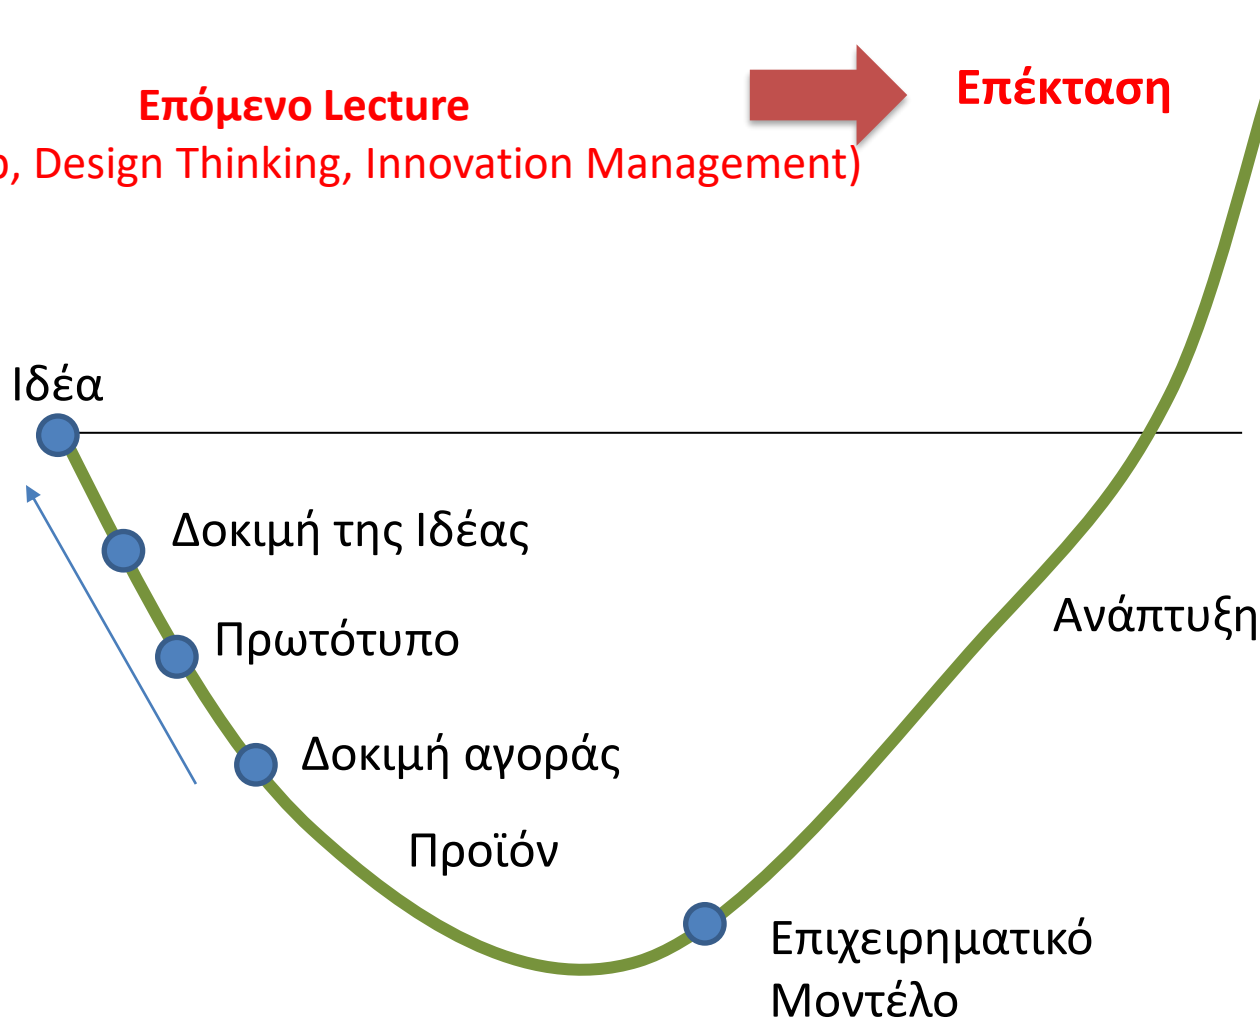 Επόμενο Lecture
Επέκταση
, Design Thinking, Innovation Management)
Ιδέα
Δοκιμή της Ιδέας
Πρωτότυπο
Ανάπτυξη
Δοκιμή αγοράς
Προϊόν
Επιχειρηματικό
Μοντέλο